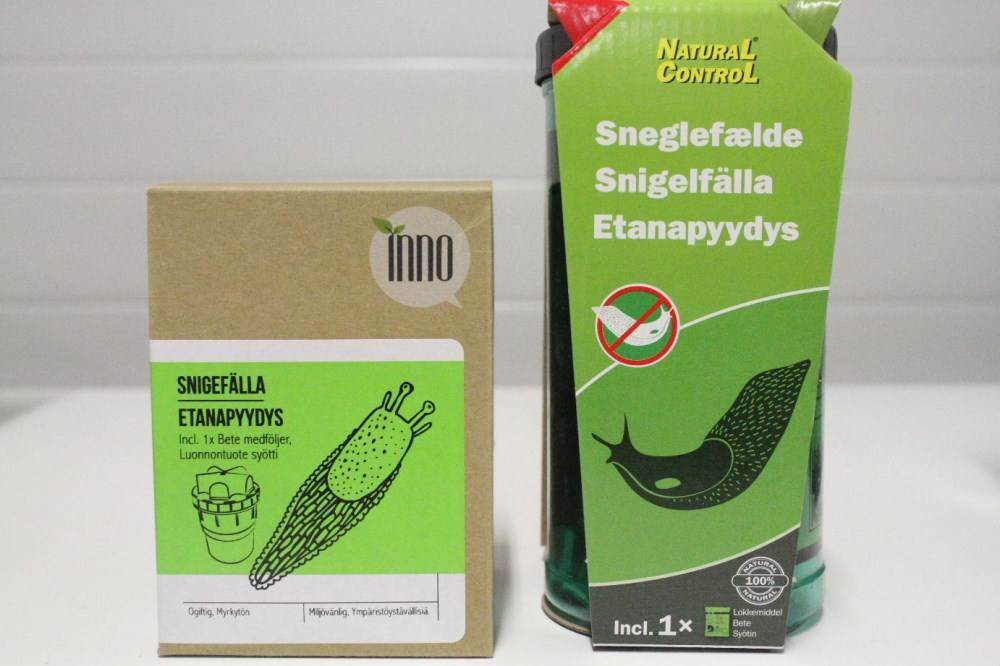 inno
SNIGEFÄLLA
ETANAPYYDYS
Incl. 1x Bete medföljer,
Luonnontuote syötti
Ogiftig, Myrkytön
Miljövänlig, Ympäristöystävällisiä
NATURAL
CONTROL
Sneglefælde
Snigelfälla
Etanapyydys
NATURAL
100%
NATURAL
Incl. 1×
Lokkemiddel
Bete
Syötin